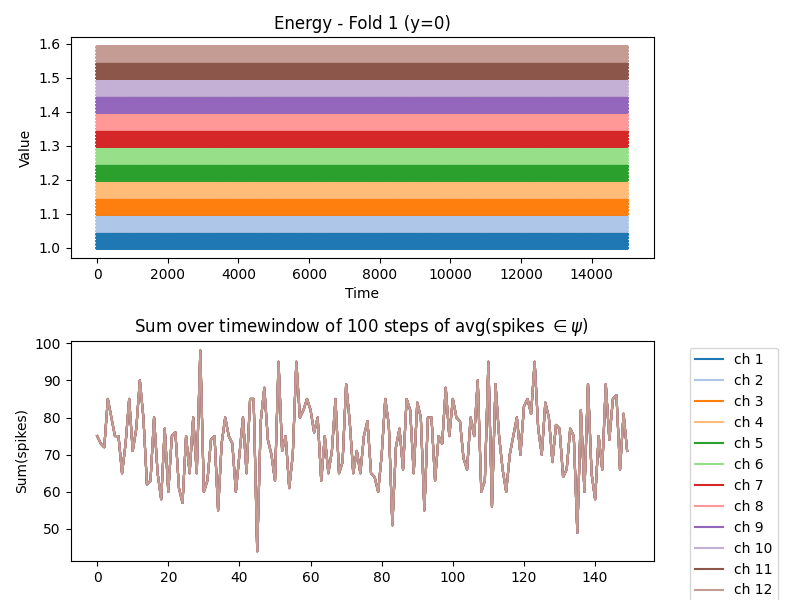 Energy - Fold 1 (y=0)
1.6
1.5
1.4
1.3
1.2
1.1
1.0
Value
0 2000 4000 6000 8000 10000 12000 14000
Time
Sum over timewindow of 100 steps of avg(spikes ∈ ψ)
100
90
80
70
60
50
Sum(spikes)
0 20 40 60 80 100 120 140
ch 1
ch 2
ch 3
ch 4
ch 5
ch 6
ch 7
ch 8
ch 9
ch 10
ch 11
ch 12